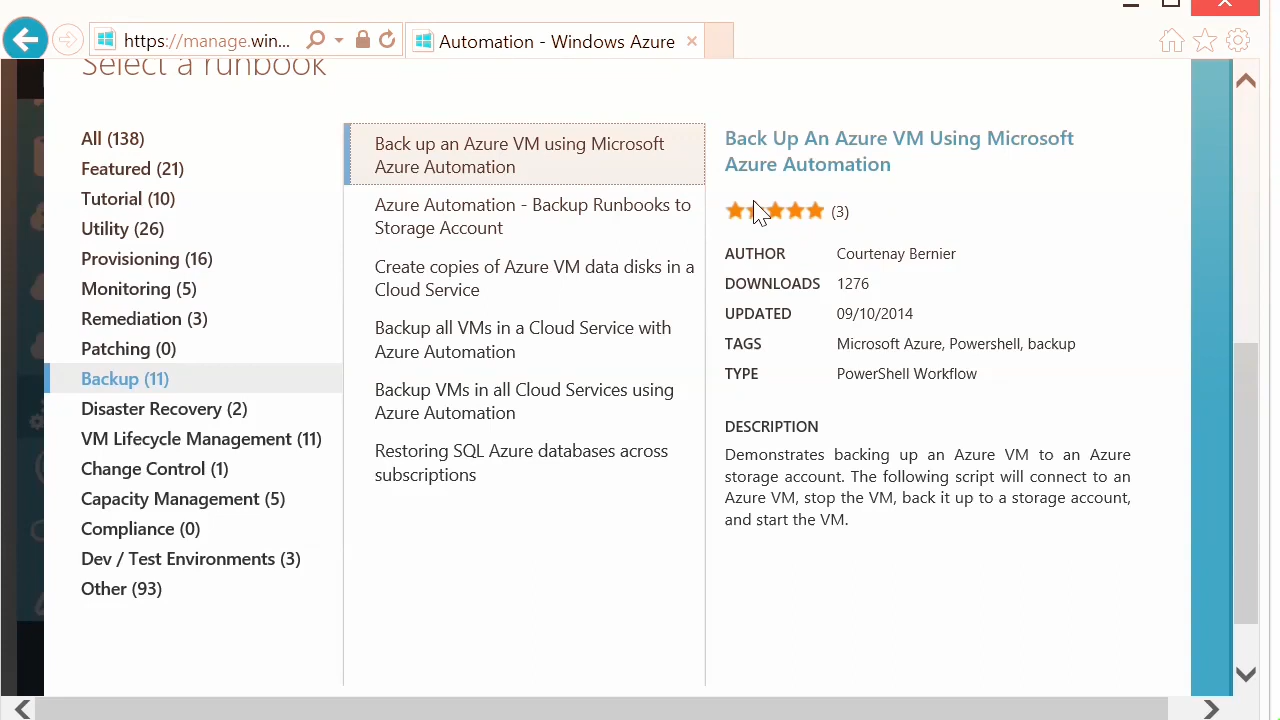 https://manage.win...
Automation - Windows Azure
Select a runbook
All (138)
Featured (21)
Tutorial (10)
Utility (26)
Provisioning (16)
Monitoring (5)
Remediation (3)
Patching (0)
Backup (11)
Disaster Recovery (2)
VM Lifecycle Management (11)
Change Control (1)
Capacity Management (5)
Compliance (0)
Dev / Test Environments (3)
Other (93)
Back up an Azure VM using Microsoft
Azure Automation
Azure Automation - Backup Runbooks to
Storage Account
Create copies of Azure VM data disks in a
Cloud Service
Backup all VMs in a Cloud Service with
Azure Automation
Backup VMs in all Cloud Services using
Azure Automation
Restoring SQL Azure databases across
subscriptions
Back Up An Azure VM Using Microsoft
Azure Automation
(3)
AUTHOR Courtenay Bernier
DOWNLOADS 1276
UPDATED 09/10/2014
TAGS Microsoft Azure, Powershell, backup
TYPE PowerShell Workflow
DESCRIPTION
Demonstrates backing up an Azure VM to an Azure
storage account. The following script will connect to an
Azure VM, stop the VM, back it up to a storage account,
and start the VM.